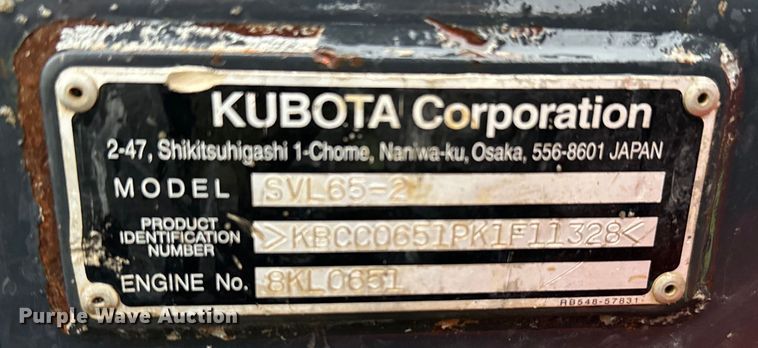 KUBOTA Corporation
2-47, Shikitsuhigashi 1-Chome, Naniwa-ku, Osaka, 556-8601 JAPAN
MODEL SVL65-2
PRODUCT IDENTIFICATION NUMBER >KBCC0651PK1F11328<
ENGINE No. 8KL0651
RB548-57831
Purple Wave Auction